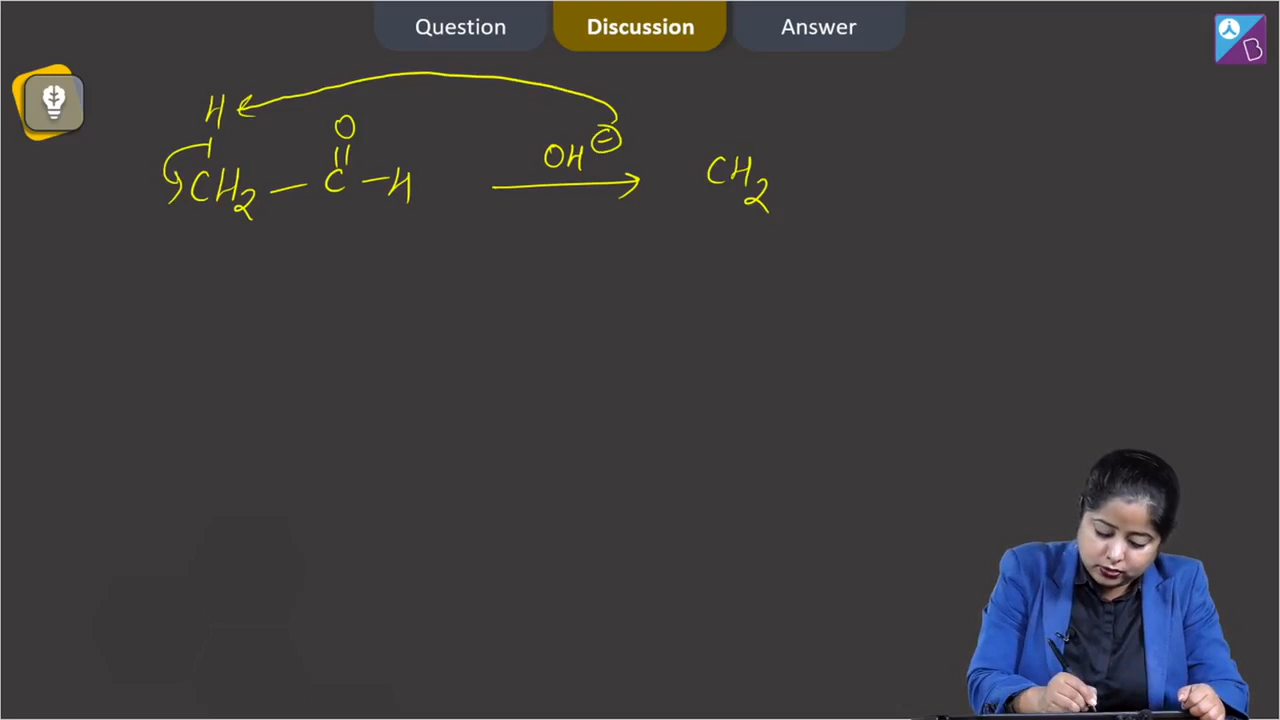 Question Discussion Answer
H
O
||
CH2 — C — H OH⊖ ⟶ CH2
B